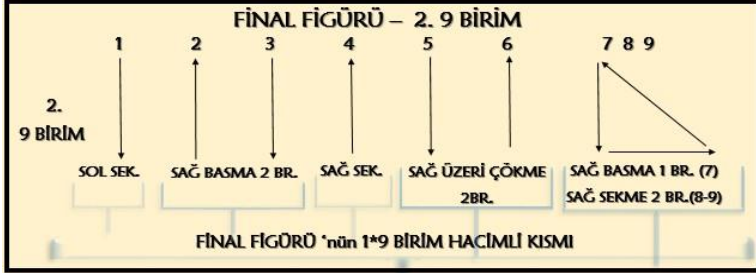 FİNAL FİGÜRÜ – 2. 9 BİRİM
1 2 3 4 5 6 7 8 9
2.
9 BİRİM
SOL SEK. SAĞ BASMA 2 BR. SAĞ SEK. SAĞ ÜZERİ ÇÖKME SAĞ BASMA 1 BR. (7)
2BR. SAĞ SEKME 2 BR.(8-9)
FİNAL FİGÜRÜ 'nün 1*9 BİRİM HACİMLİ KISMI